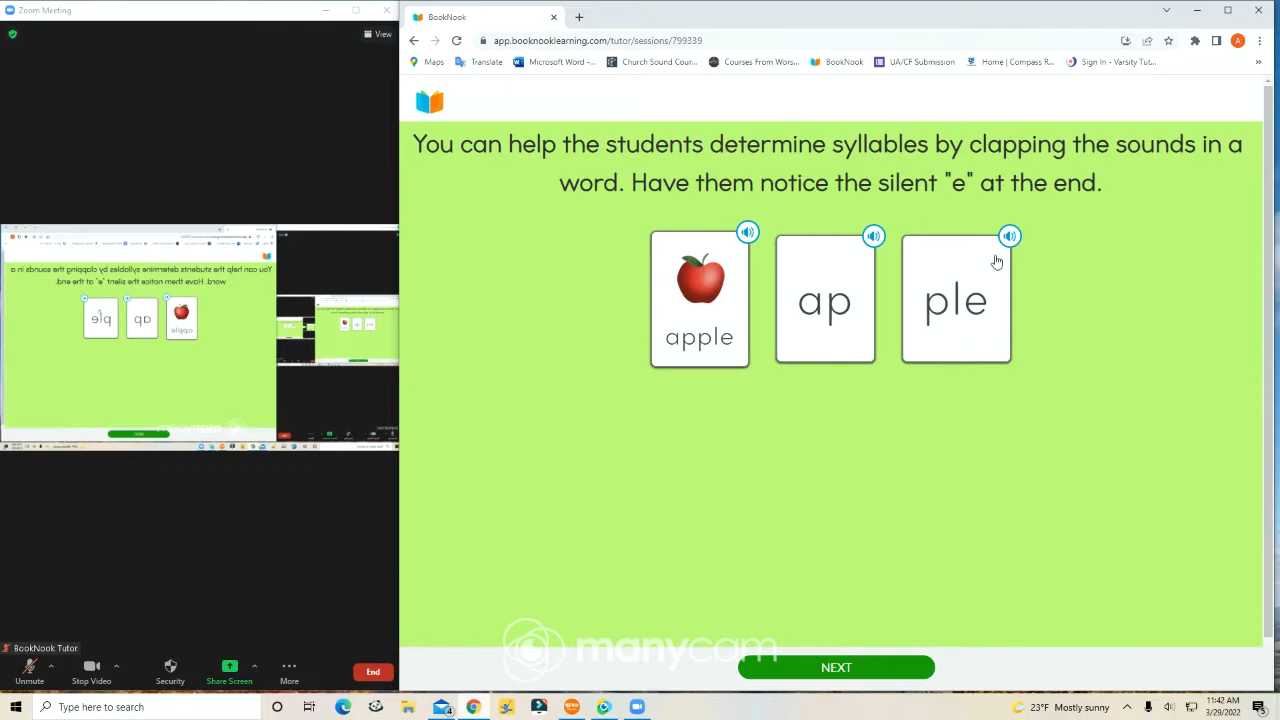 Zoom Meeting
View
BookNook
app.booknooklearning.com/tutor/sessions/799339
Maps Translate Microsoft Word -... Church Sound Cour... Courses From Wors... BookNook UA/CF Submission Home | Compass R... Sign In - Varsity Tut... »
You can help the students determine syllables by clapping the sounds in a
word. Have them notice the silent "e" at the end.
apple
ap
ple
manycam
NEXT
BookNook Tutor
Unmute Stop Video Security Share Screen More End
Type here to search
4
23°F Mostly sunny
11:42 AM
3/29/2022
5